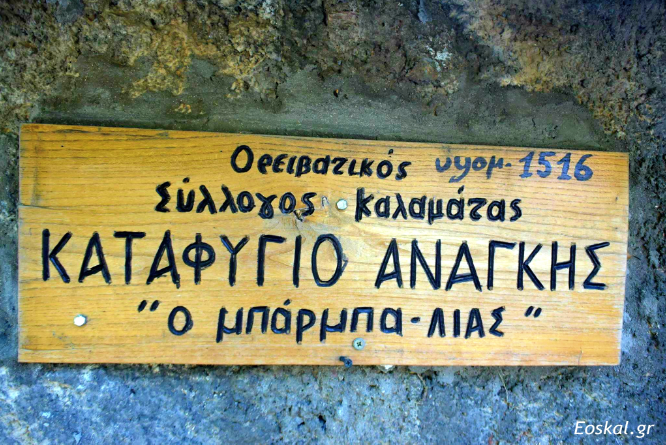 Ορειβατικός υψομ. 1516
Σύλλογος Καλαμάτας
ΚΑΤΑΦΥΓΙΟ ΑΝΑΓΚΗΣ
"Ο ΜΠΆΡΜΠΑ-ΛΙΑΣ"
Eoskal.gr